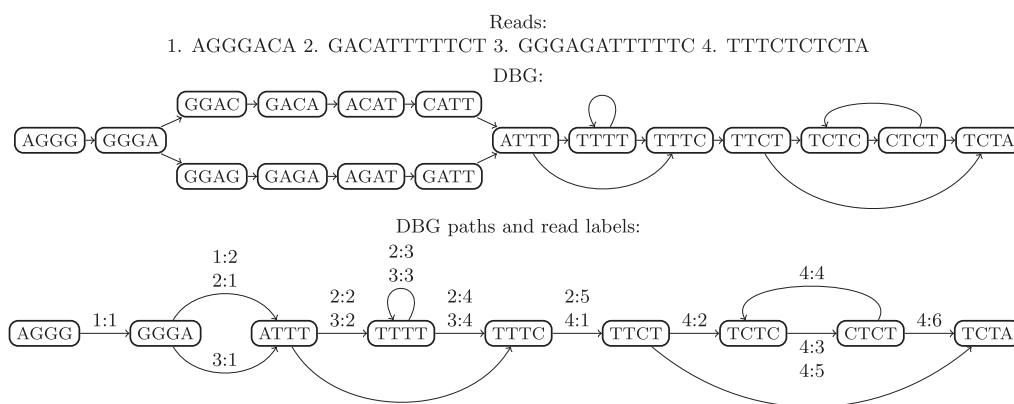 Reads:
1. AGGGACA 2. GACATTTTTCT 3. GGGAGATTTTTC 4. TTTCTCTCTA
DBG:
GGAC GACA ACAT CATT
AGGG GGGA ATTT TTTT TTTC TTCT TCTC CTCT TCTA
GGAG GAGA AGAT GATT
DBG paths and read labels:
1:2 2:3
2:1 3:3 4:4
1:1 2:2 2:4 2:5
3:2 3:4 4:1 4:2 4:6
AGGG GGGA ATTT TTTT TTTC TTCT TCTC CTCT TCTA
3:1 4:3
4:5